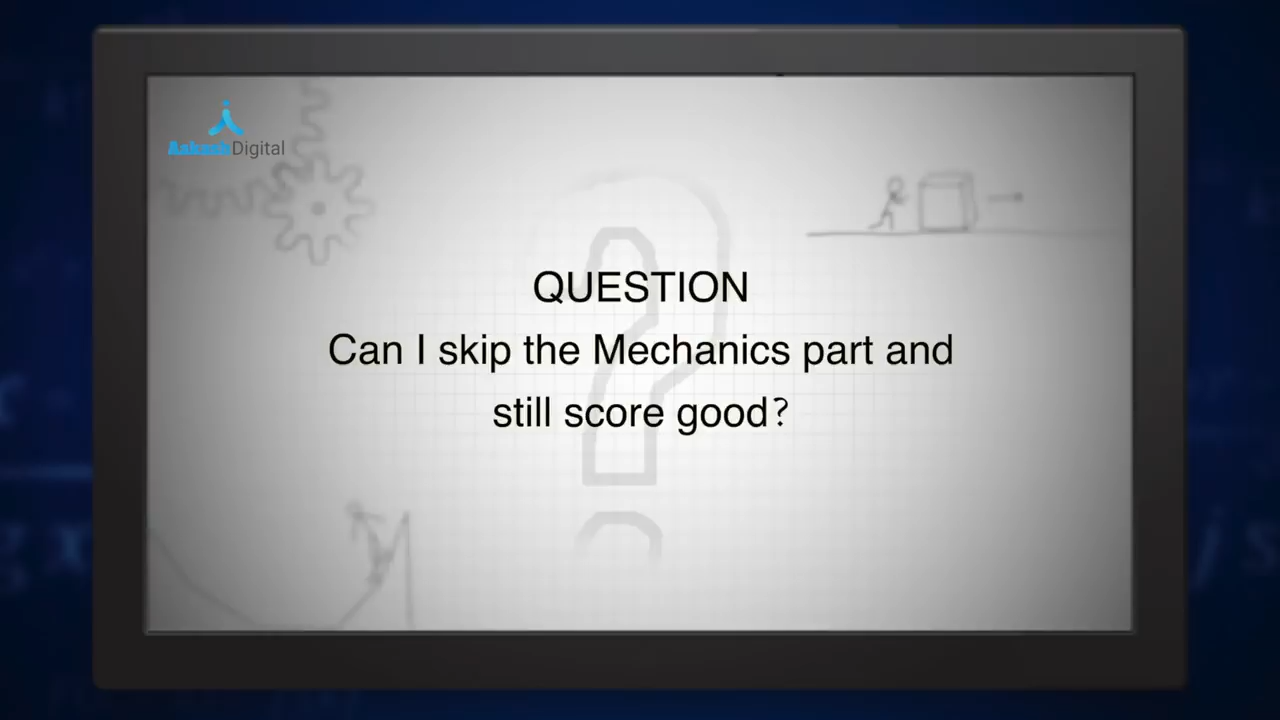 Aakash Digital
QUESTION
Can I skip the Mechanics part and
still score good?